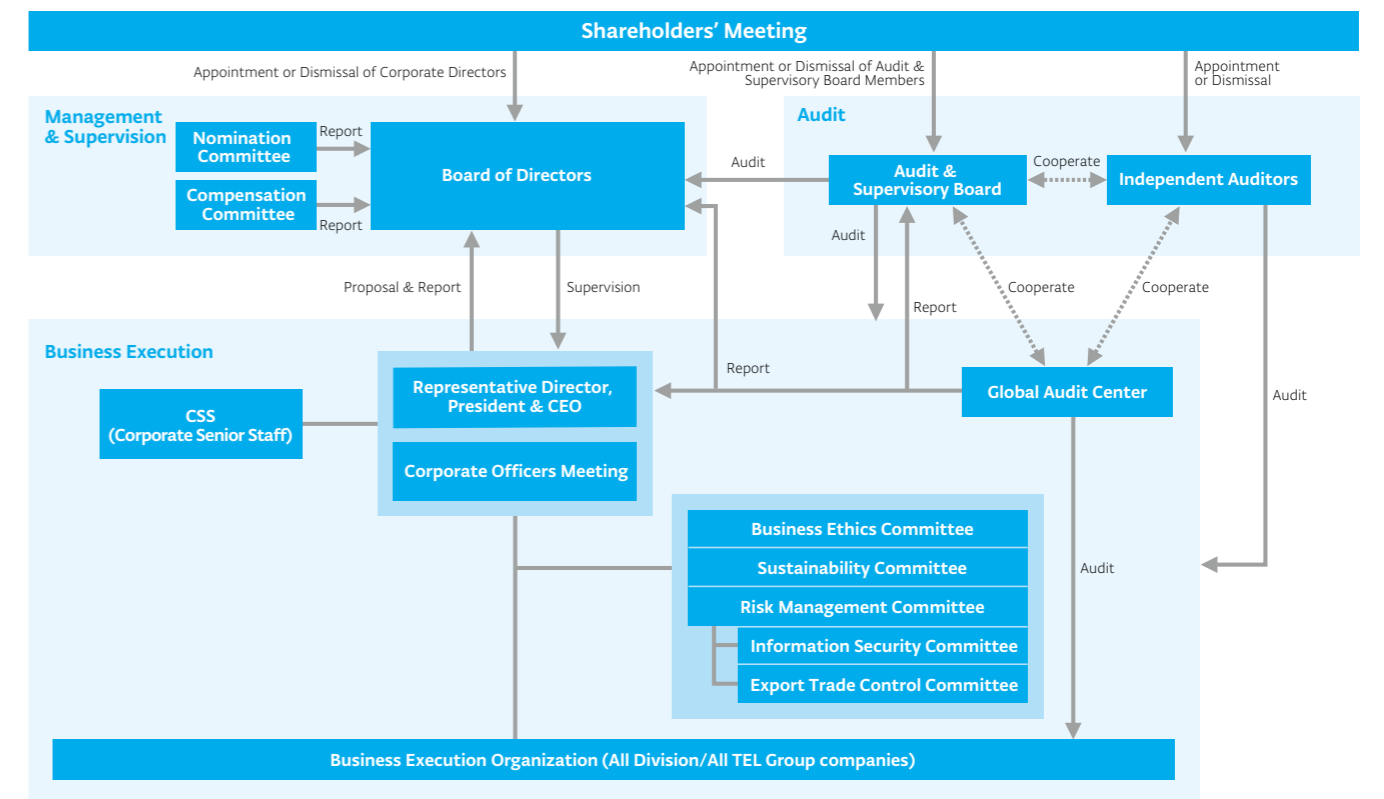 Shareholders' Meeting
Appointment or Dismissal of Corporate Directors
Appointment or Dismissal of Audit &
Supervisory Board Members
Appointment
or Dismissal
Management
& Supervision
Nomination
Committee
Report
Compensation
Committee
Report
Board of Directors
Audit
Audit
Audit &
Supervisory Board
Cooperate
Independent Auditors
Audit
Proposal & Report
Supervision
Cooperate
Cooperate
Report
Business Execution
Report
Representative Director,
President & CEO
Global Audit Center
Audit
CSS
(Corporate Senior Staff)
Corporate Officers Meeting
Business Ethics Committee
Sustainability Committee
Audit
Risk Management Committee
Information Security Committee
Export Trade Control Committee
Business Execution Organization (All Division/All TEL Group companies)